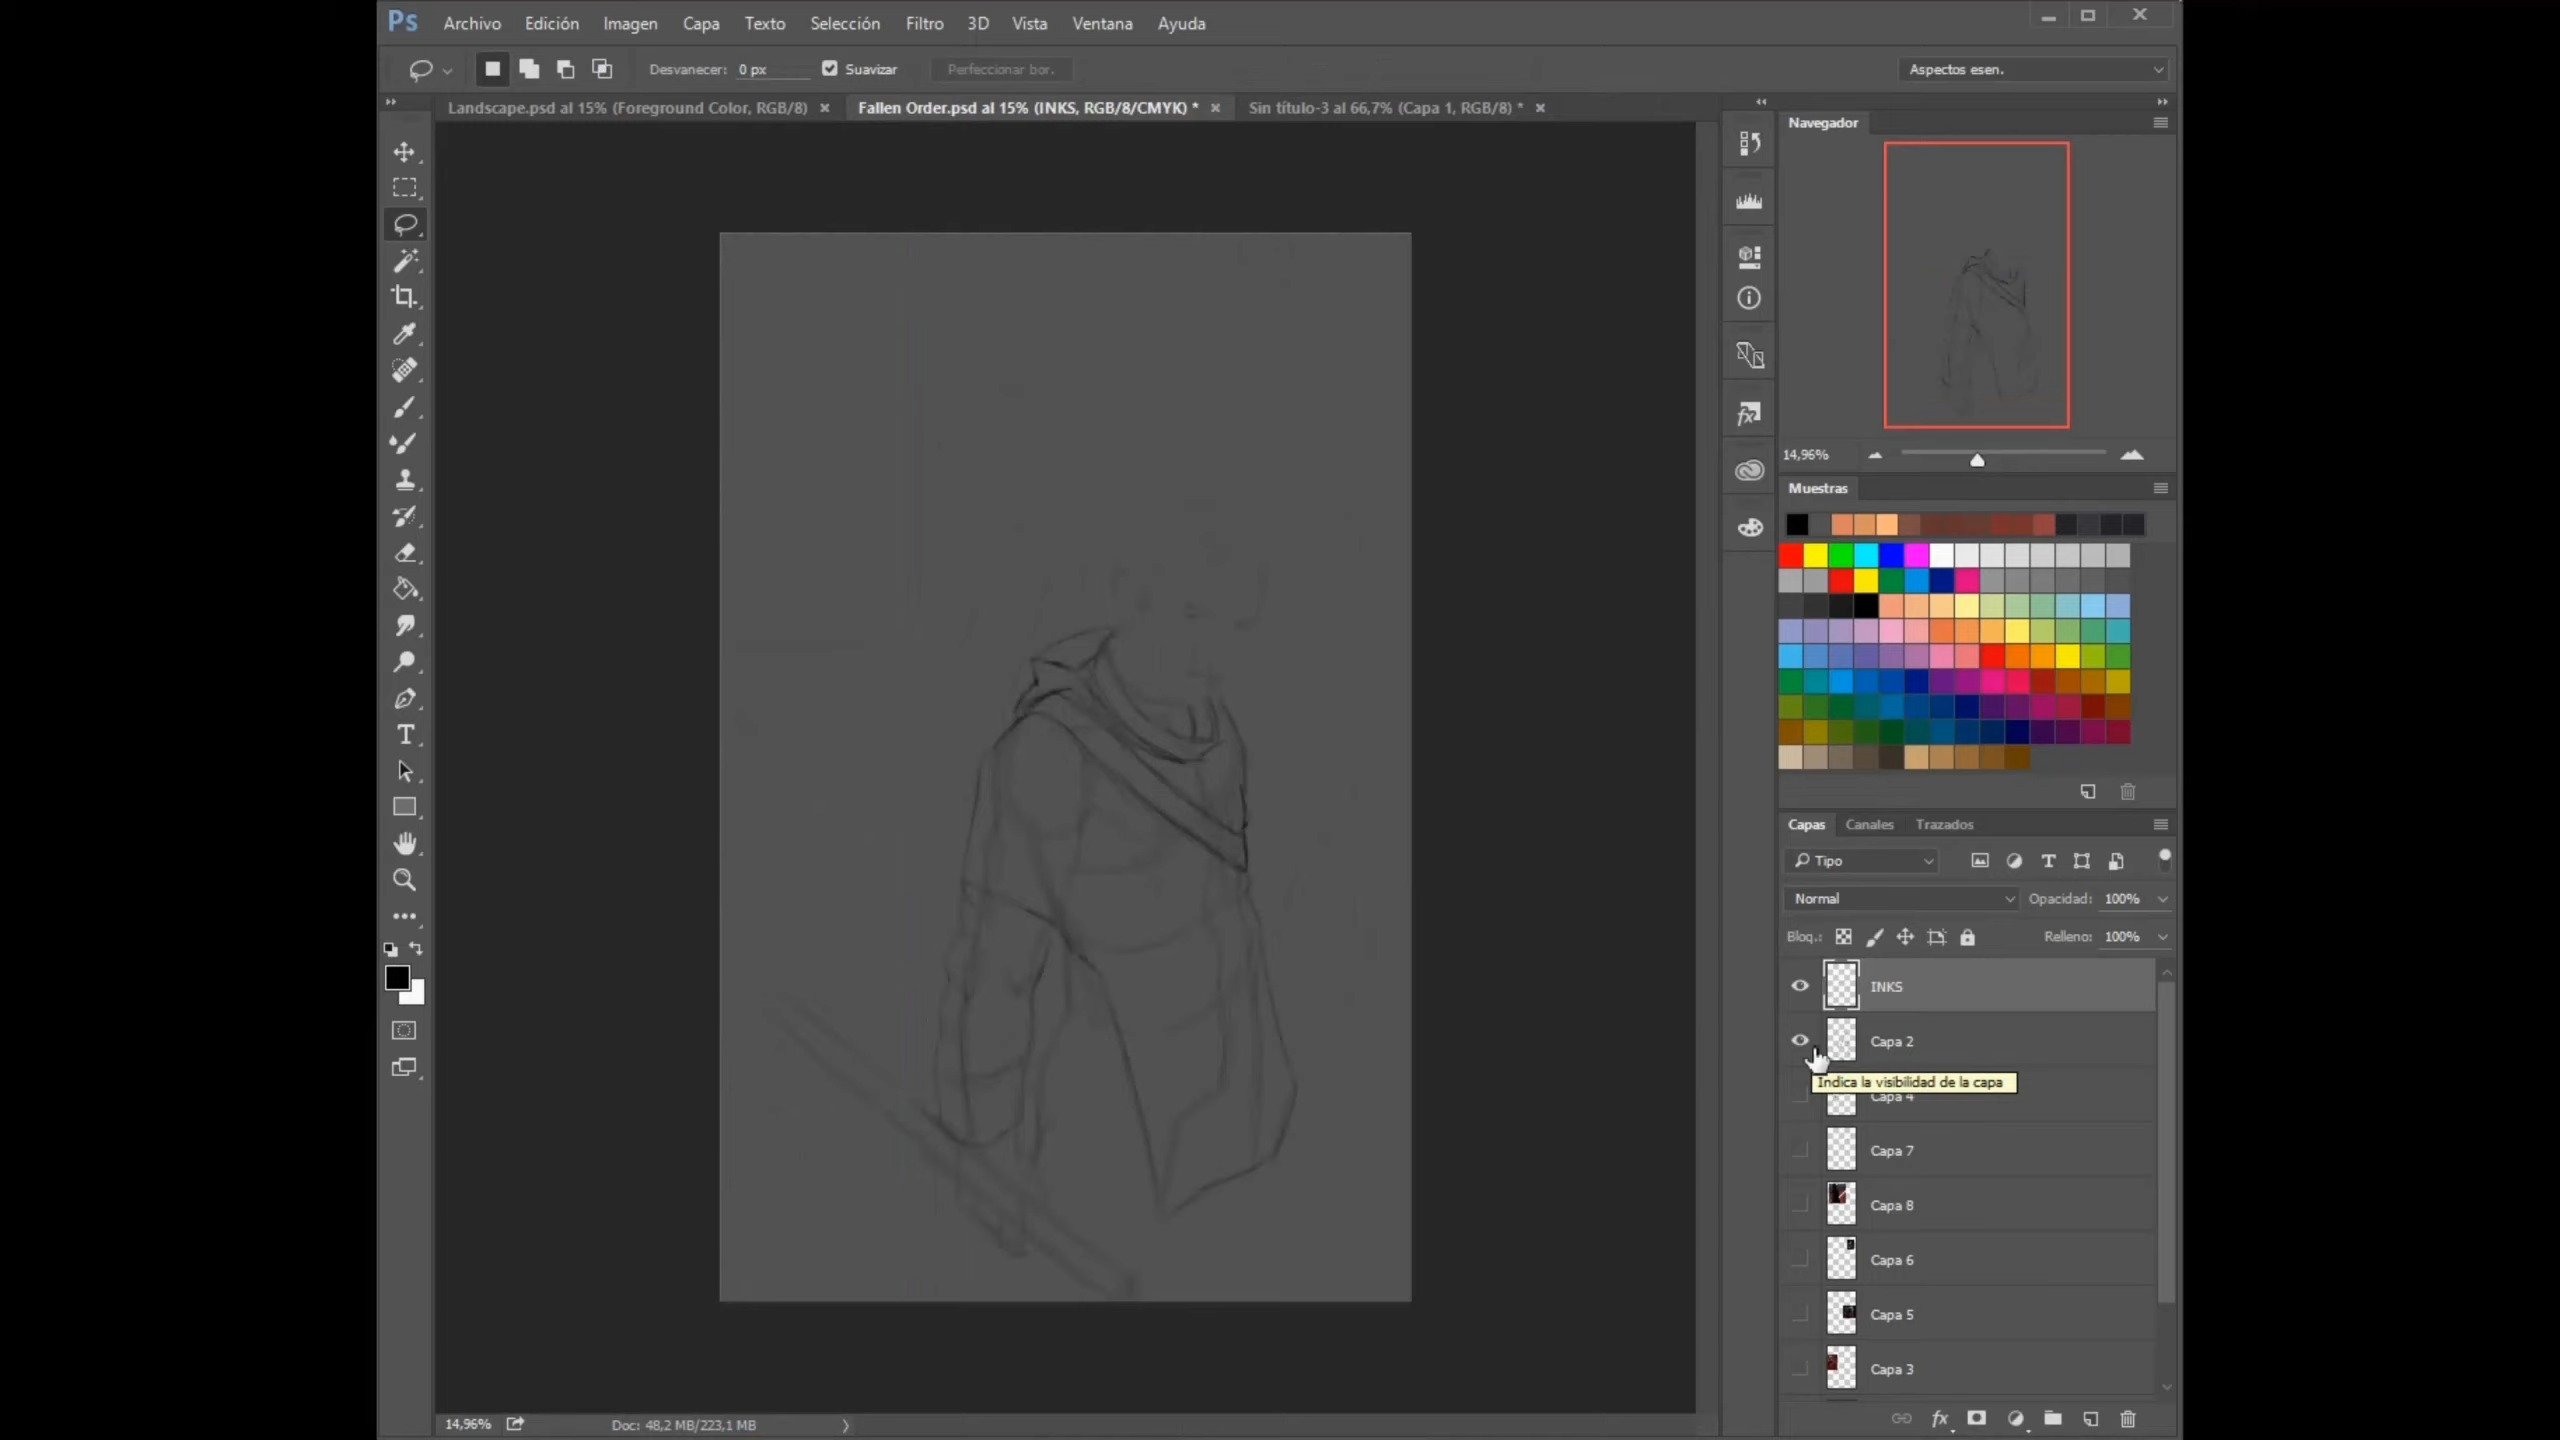 Ps Archivo Edición Imagen Capa Texto Selección Filtro 3D Vista Ventana Ayuda
Desvanecer: 0 px Suavizar Perfeccionar bor. Aspectos esen.
Landscape.psd al 15% (Foreground Color, RGB/8) Fallen Order.psd al 15% (INKS, RGB/8/CMYK) * Sin título-3 al 66,7% (Capa 1, RGB/8) *
Navegador
14,96%
Muestras
Capas Canales Trazados
Tipo
Normal Opacidad: 100%
Bloq.: Relleno: 100%
INKS
Capa 2
Indica la visibilidad de la capa
Capa 4
Capa 7
Capa 8
Capa 6
Capa 5
Capa 3
14,96% Doc: 48,2 MB/223,1 MB